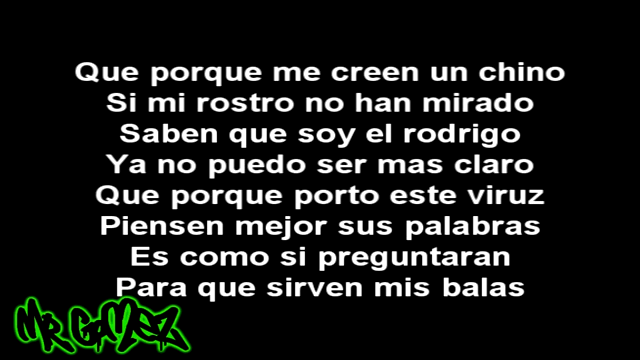 Que porque me creen un chino
Si mi rostro no han mirado
Saben que soy el rodrigo
Ya no puedo ser mas claro
Que porque porto este viruz
Piensen mejor sus palabras
Es como si preguntaran
Para que sirven mis balas
MR GAMEZ